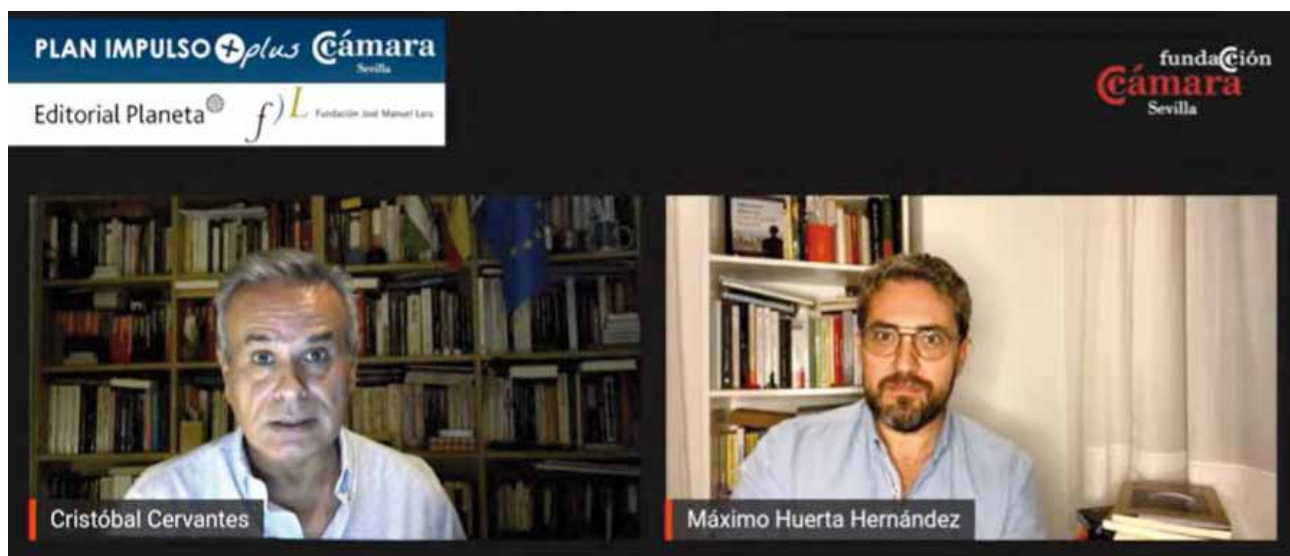 PLAN IMPULSO plus Cámara
Sevilla
Editorial Planeta
f)L Fundación José Manuel Lara
fundación
Cámara
Sevilla
Cristóbal Cervantes
Máximo Huerta Hernández